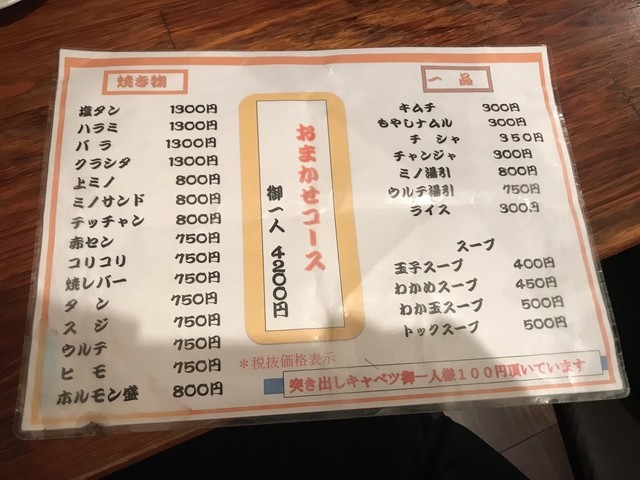 焼き物
塩タン 1300円
ハラミ 1300円
バラ 1300円
クラシタ 1300円
上ミノ 800円
ミノサンド 800円
テッチャン 800円
赤セン 750円
コリコリ 750円
焼レバー 750円
タン 750円
スジ 750円
ウルテ 750円
ヒモ 750円
ホルモン盛 800円
おまかせコース
御一人 4200円
一品
キムチ 300円
もやしナムル 300円
チシャ 350円
チャンジャ 300円
ミノ湯引 800円
ウルテ湯引 750円
ライス 300円
スープ
玉子スープ 400円
わかめスープ 450円
わか玉スープ 500円
トックスープ 500円
*税抜価格表示
突き出しキャベツ御一人様100円頂いています